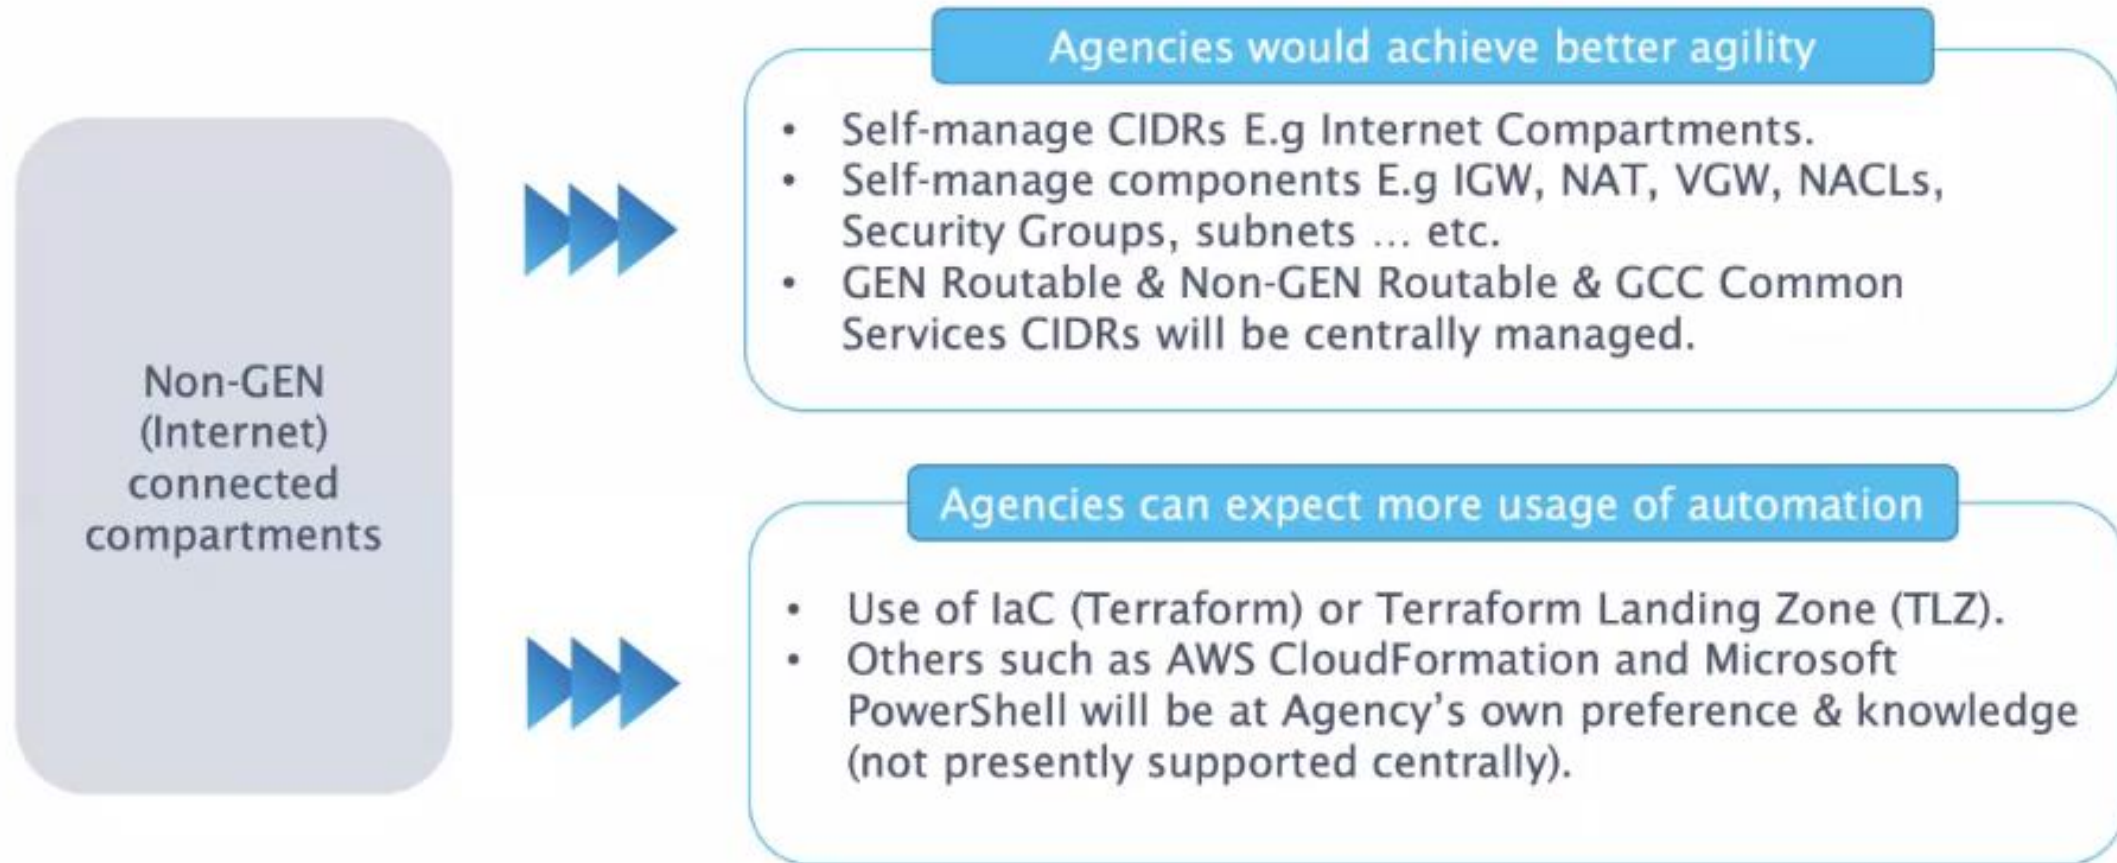 Non-GEN
(Internet)
connected
compartments
Agencies would achieve better agility
• Self-manage CIDRs E.g Internet Compartments.
• Self-manage components E.g IGW, NAT, VGW, NACLs,
Security Groups, subnets ... etc.
• GEN Routable & Non-GEN Routable & GCC Common
Services CIDRs will be centrally managed.
Agencies can expect more usage of automation
• Use of IaC (Terraform) or Terraform Landing Zone (TLZ).
• Others such as AWS CloudFormation and Microsoft
PowerShell will be at Agency’s own preference & knowledge
(not presently supported centrally).